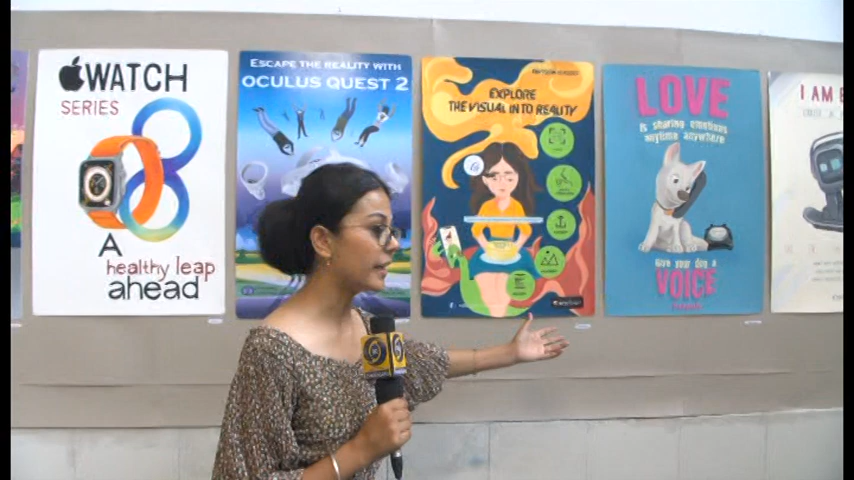 WATCH
SERIES
8
A
healthy leap
ahead
ESCAPE THE REALITY WITH
OCULUS QUEST 2
EXPLORE
THE VISUAL INTO REALITY
LOVE
is sharing emotions
anytime anywhere
Give your dog a
VOICE
I AM